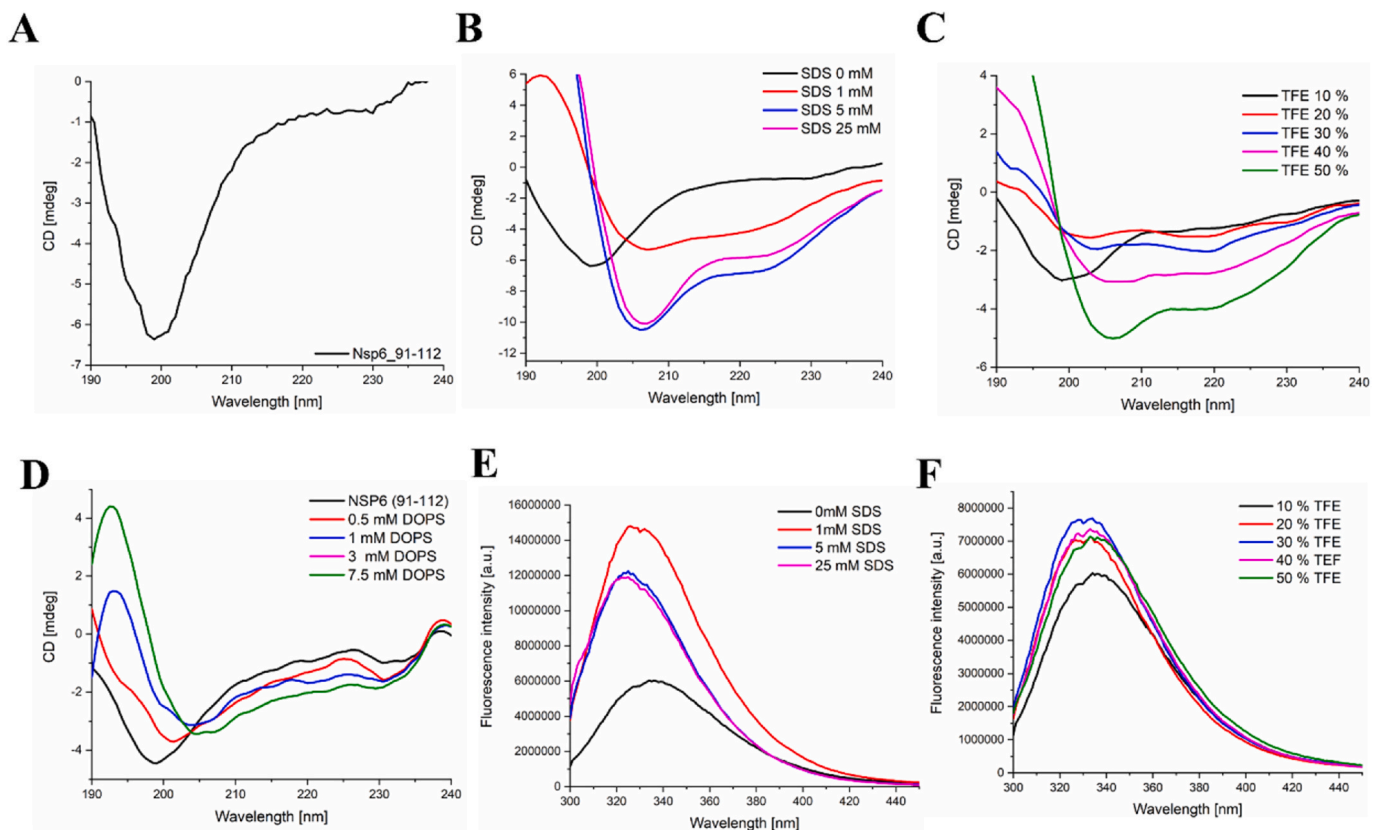 A
0
-1
-2
-3
-4
-5
-6
-7
CD [mdeg]
Nsp6_91-112
190 200 210 220 230 240
Wavelength [nm]
B
6
4
2
0
-2
-4
-6
-8
-10
-12
CD [mdeg]
SDS 0 mM
SDS 1 mM
SDS 5 mM
SDS 25 mM
190 200 210 220 230 240
Wavelength [nm]
C
4
2
0
-2
-4
-6
CD [mdeg]
TFE 10 %
TFE 20 %
TFE 30 %
TFE 40 %
TFE 50 %
190 200 210 220 230 240
Wavelength [nm]
D
4
2
0
-2
-4
CD [mdeg]
NSP6 (91-112)
0.5 mM DOPS
1 mM DOPS
3 mM DOPS
7.5 mM DOPS
190 200 210 220 230 240
Wavelength [nm]
E
16000000
14000000
12000000
10000000
8000000
6000000
4000000
2000000
0
Fluorescence intensity [a.u.]
0mM SDS
1mM SDS
5 mM SDS
25 mM SDS
300 320 340 360 380 400 420 440
Wavelength [nm]
F
8000000
7000000
6000000
5000000
4000000
3000000
2000000
1000000
0
Fluorescence intensity [a.u.]
10 % TFE
20 % TFE
30 % TFE
40 % TEF
50 % TFE
300 320 340 360 380 400 420 440
Wavelength [nm]